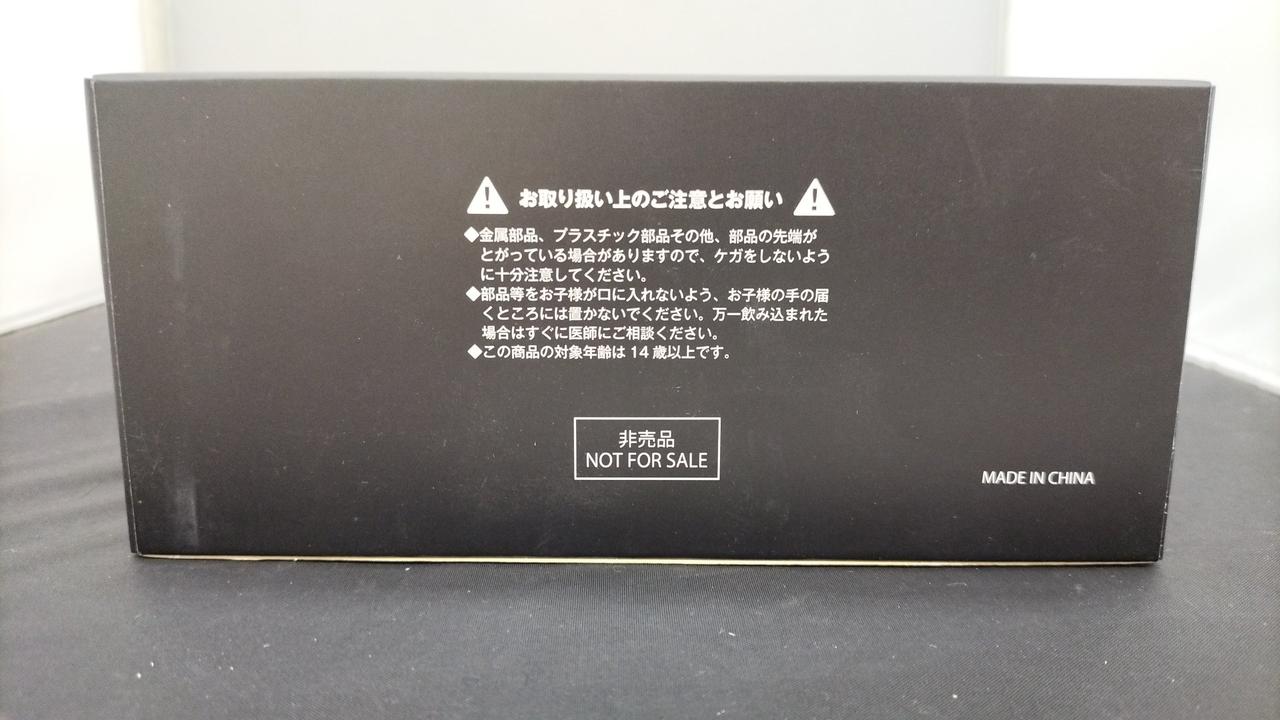 お取り扱い上のご注意とお願い
◆金属部品、プラスチック部品その他、部品の先端が
とがっている場合がありますので、ケガをしないよう
に十分注意してください。
◆部品等をお子様が口に入れないよう、お子様の手の届
くところには置かないでください。万一飲み込まれた
場合はすぐに医師にご相談ください。
◆この商品の対象年齢は 14 歳以上です。
非売品
NOT FOR SALE
MADE IN CHINA